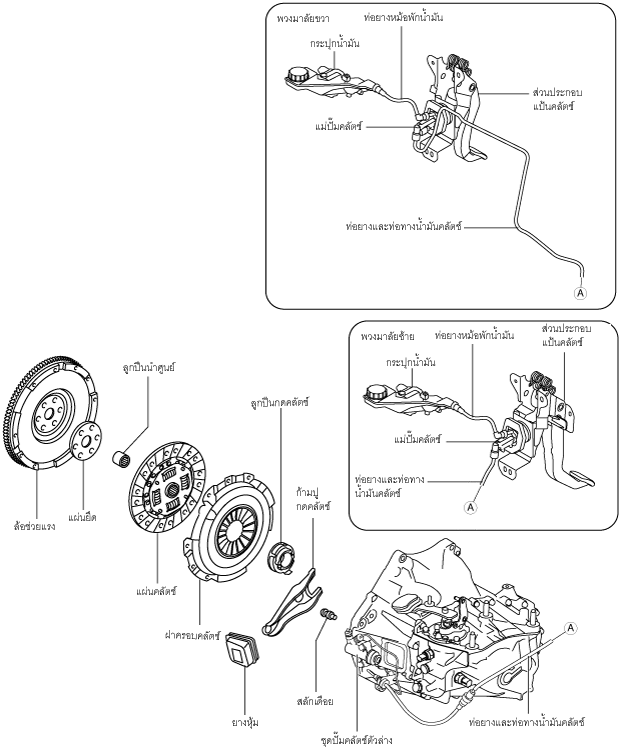 พวงมาลัยขวา
ท่อยางหม้อพักน้ำมัน
กระปุกน้ำมัน
ส่วนประกอบ
แป้นคลัตช์
แม่ปั๊มคลัตช์
ท่อยางและท่อทางน้ำมันคลัตช์
A
พวงมาลัยซ้าย
ท่อยางหม้อพักน้ำมัน
ส่วนประกอบ
แป้นคลัตช์
กระปุกน้ำมัน
แม่ปั๊มคลัตช์
ท่อยางและท่อทาง
น้ำมันคลัตช์
A
ลูกปืนนำศูนย์
ลูกปืนกดคลัตช์
ก้ามปู
กดคลัตช์
ล้อช่วยแรง
แผ่นยึด
แผ่นคลัตช์
ฝาครอบคลัตช์
ยางหุ้ม
สลักเดือย
A
ชุดปั๊มคลัตช์ตัวล่าง
ท่อยางและท่อทางน้ำมันคลัตช์